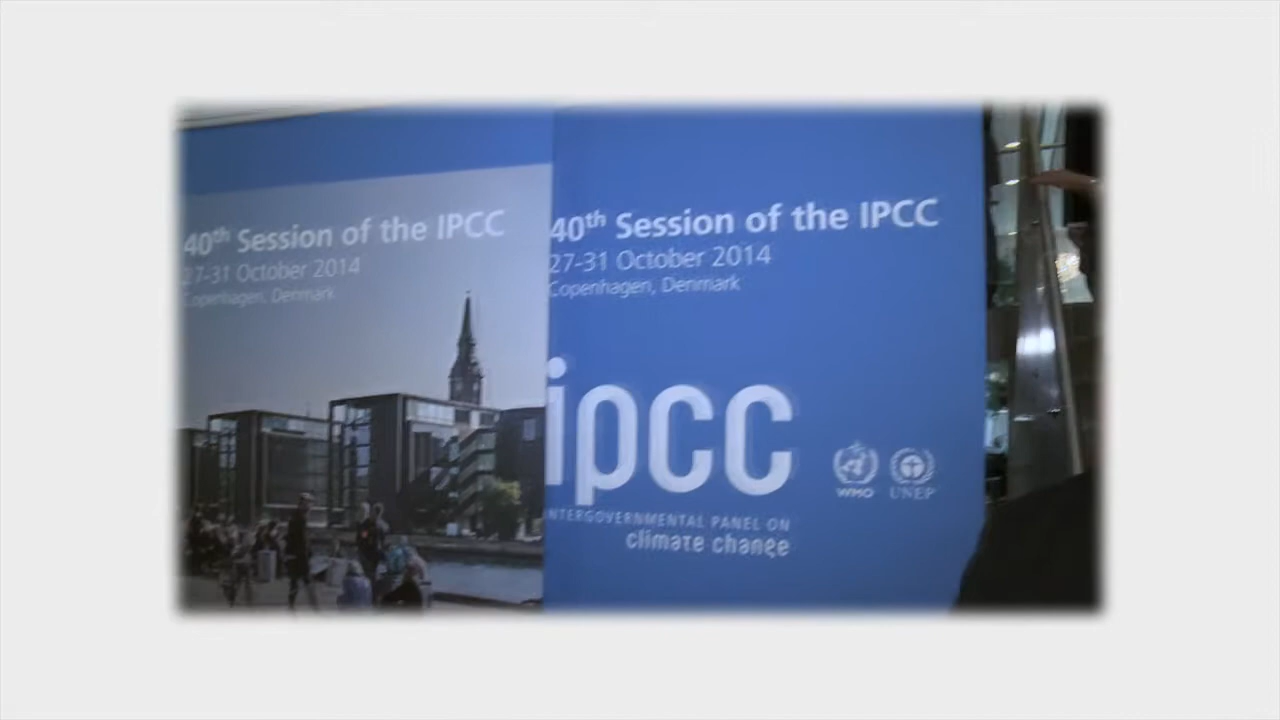 40th Session of the IPCC
27-31 October 2014
Copenhagen, Denmark
40th Session of the IPCC
27-31 October 2014
Copenhagen, Denmark
ipcc
INTERGOVERNMENTAL PANEL ON
climate change
WMO
UNEP